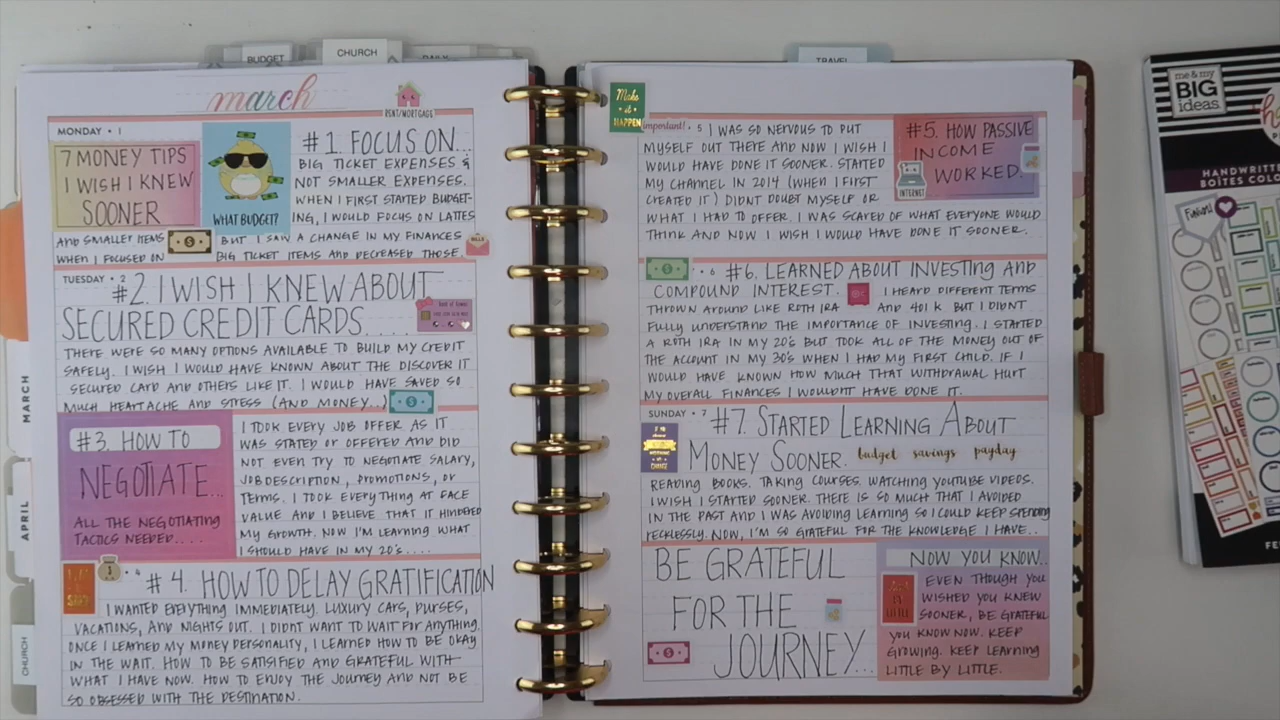 BUDGET
CHURCH
DAILY
TRAVEL
march
RENT/MORTGAGE
MONDAY • 1
7 MONEY TIPS
I WISH I KNEW
SOONER
WHAT BUDGET?
#1. FOCUS ON...
BIG TICKET EXPENSES &
NOT SMALLER EXPENSES.
WHEN I FIRST STARTED BUDGET-
ING, I WOULD FOCUS ON LATTES
AND SMALLER ITEMS BUT I SAW A CHANGE IN MY FINANCES
WHEN I FOCUSED ON BIG TICKET ITEMS AND DECREASED THOSE.
BILLS
TUESDAY • 2
#2. I WISH I KNEW ABOUT
SECURED CREDIT CARDS....
THERE WERE SO MANY OPTIONS AVAILABLE TO BUILD MY CREDIT
SAFELY. I WISH I WOULD HAVE KNOWN ABOUT THE DISCOVER IT
SECURED CARD AND OTHERS LIKE IT. I WOULD HAVE SAVED SO
MUCH HEARTACHE AND STRESS (AND MONEY...)
#3. HOW TO
NEGOTIATE...
ALL THE NEGOTIATING
TACTICS NEEDED....
I TOOK EVERY JOB OFFER AS IT
WAS STATED OR OFFERED AND DID
NOT EVEN TRY TO NEGOTIATE SALARY,
JOB DESCRIPTION, PROMOTIONS, OR
TERMS. I TOOK EVERYTHING AT FACE
VALUE AND I BELIEVE THAT IT HINDERED
MY GROWTH. NOW I'M LEARNING WHAT
I SHOULD HAVE IN MY 20'S....
• 4
#4. HOW TO DELAY GRATIFICATION
I WANTED EVERYTHING IMMEDIATELY. LUXURY CARS, PURSES,
VACATIONS, AND NIGHTS OUT. I DIDNT WANT TO WAIT FOR ANYTHING.
ONCE I LEARNED MY MONEY PERSONALITY, I LEARNED HOW TO BE OKAY
IN THE WAIT. HOW TO BE SATISFIED AND GRATEFUL WITH
WHAT I HAVE NOW. HOW TO ENJOY THE JOURNEY AND NOT BE
SO OBSESSED WITH THE DESTINATION.
MARCH
APRIL
CHURCH
Make
it
HAPPEN
important! • 5 I WAS SO NERVOUS TO PUT
MYSELF OUT THERE AND NOW I WISH I
WOULD HAVE DONE IT SOONER. STARTED
MY CHANNEL IN 2014 (WHEN I FIRST
CREATED IT) DIDNT DOUBT MYSELF OR
WHAT I HAD TO OFFER. I WAS SCARED OF WHAT EVERYONE WOULD
THINK AND NOW I WISH I WOULD HAVE DONE IT SOONER.
#5. HOW PASSIVE
INCOME
WORKED.
INTERNET
• 6 #6. LEARNED ABOUT INVESTING AND
COMPOUND INTEREST. I HEARD DIFFERENT TERMS
THROWN AROUND LIKE ROTH IRA AND 401K BUT I DIDNT
FULLY UNDERSTAND THE IMPORTANCE OF INVESTING. I STARTED
A ROTH IRA IN MY 20'S BUT TOOK ALL OF THE MONEY OUT OF
THE ACCOUNT IN MY 30'S WHEN I HAD MY FIRST CHILD. IF I
WOULD HAVE KNOWN HOW MUCH THAT WITHDRAWAL HURT
MY OVERALL FINANCES I WOULDNT HAVE DONE IT.
SUNDAY • 7
#7. STARTED LEARNING ABOUT
MONEY SOONER. budget savings payday
READING BOOKS. TAKING COURSES. WATCHING YOUTUBE VIDEOS.
I WISH I STARTED SOONER. THERE IS SO MUCH THAT I AVOIDED
IN THE PAST AND I WAS AVOIDING LEARNING SO I COULD KEEP SPENDING
RECKLESSLY. NOW, I'M SO GRATEFUL FOR THE KNOWLEDGE I HAVE..
BE GRATEFUL
FOR THE
JOURNEY...
NOW YOU KNOW..
EVEN THOUGH YOU
WISHED YOU KNEW
SOONER, BE GRATEFUL
YOU KNOW NOW. KEEP
GROWING. KEEP LEARNING
LITTLE BY LITTLE.
me & my
BIG
ideas
HANDWRITTE
BOÎTES COLO